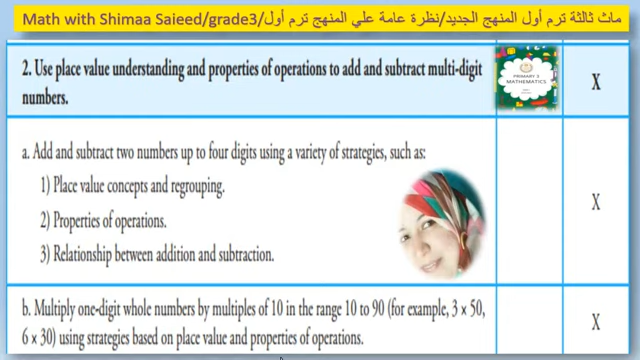 Math with Shimaa Saieed/grade3/ماث ثالثة ترم أول المنهج الجديد/نظرة عامة علي المنهج ترم أول
2. Use place value understanding and properties of operations to add and subtract multi-digit
numbers.
X
PRIMARY 3
MATHEMATICS
a. Add and subtract two numbers up to four digits using a variety of strategies, such as:
1) Place value concepts and regrouping.
2) Properties of operations.
3) Relationship between addition and subtraction.
X
b. Multiply one-digit whole numbers by multiples of 10 in the range 10 to 90 (for example, 3 × 50,
6 × 30) using strategies based on place value and properties of operations.
X